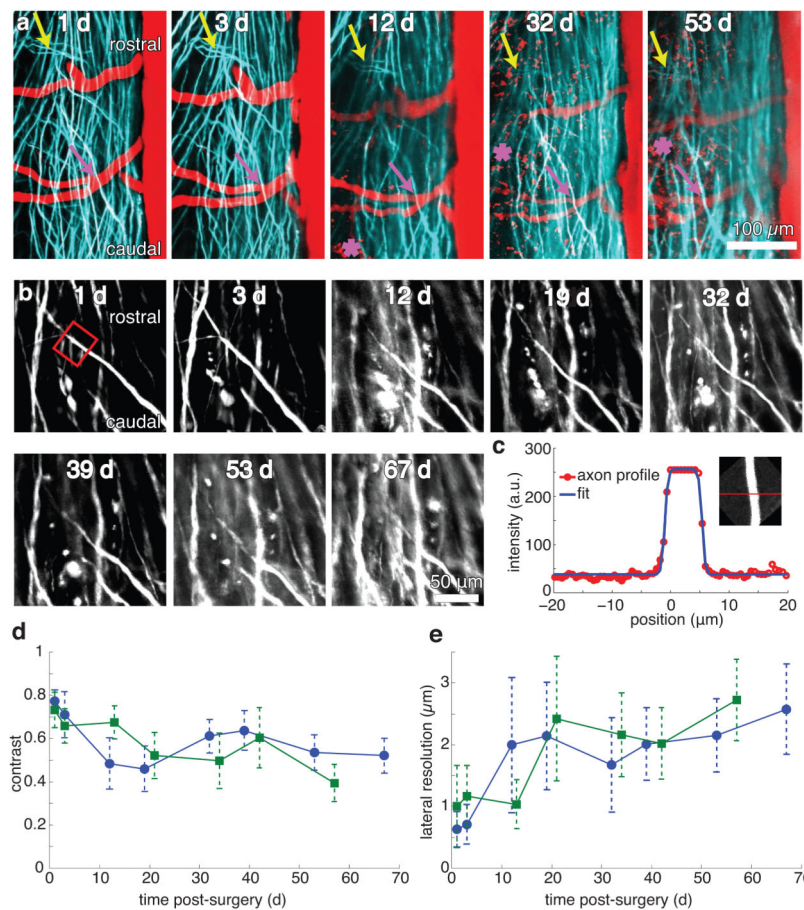 a
1 d
3 d
12 d
32 d
53 d
rostral
caudal
*
*
*
100 µm
b
1 d
3 d
12 d
19 d
32 d
rostral
caudal
39 d
53 d
67 d
50 µm
c
300
250
150
50
0
intensity (a.u.)
axon profile
fit
−20
−10
0
10
20
position (µm)
d
1
0.8
0.6
0.4
0.2
0
contrast
0
10
20
30
40
50
60
70
time post-surgery (d)
e
3
2
1
0
lateral resolution (µm)
0
10
20
30
40
50
60
70
time post-surgery (d)